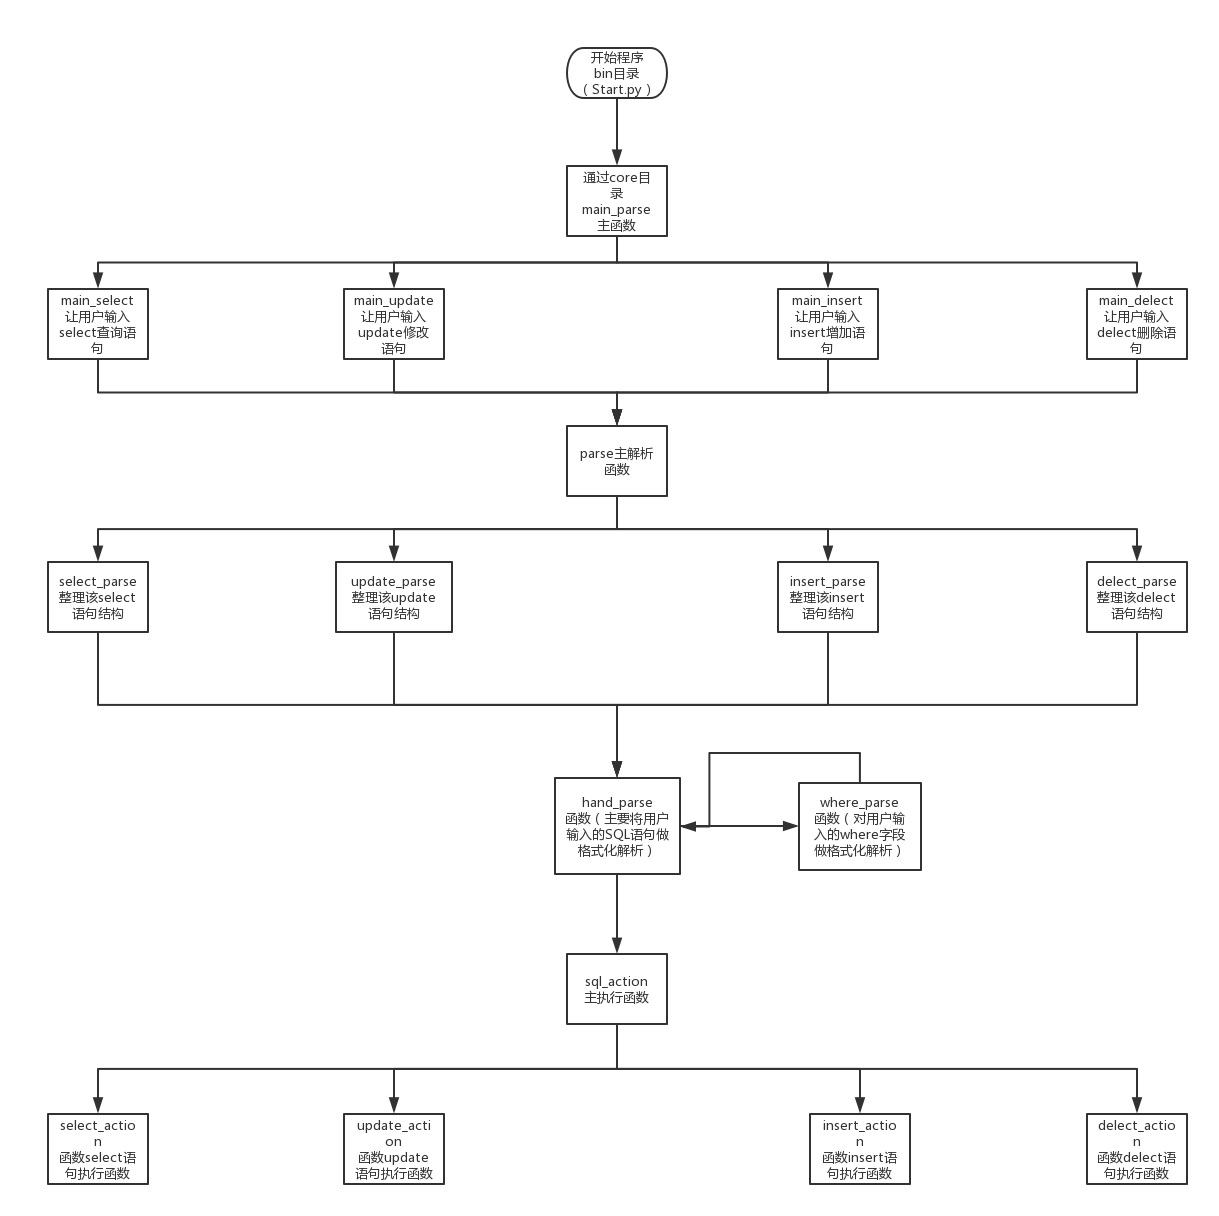 开始程序
bin目录
（Start.py）
通过core目
录
main_parse
主函数
main_select
让用户输入
select查询语
句
main_update
让用户输入
update修改
语句
main_insert
让用户输入
insert增加语
句
main_delect
让用户输入
delect删除语
句
parse主解析
函数
select_parse
整理该select
语句结构
update_parse
整理该update
语句结构
insert_parse
整理该insert
语句结构
delect_parse
整理该delect
语句结构
hand_parse
函数（主要将用户
输入的SQL语句做
格式化解析）
where_parse
函数（对用户输
入的where字段
做格式化解析）
sql_action
主执行函数
select_actio
n
函数select语
句执行函数
update_acti
on
函数update
语句执行函数
insert_actio
n
函数insert语
句执行函数
delect_actio
n
函数delect语
句执行函数